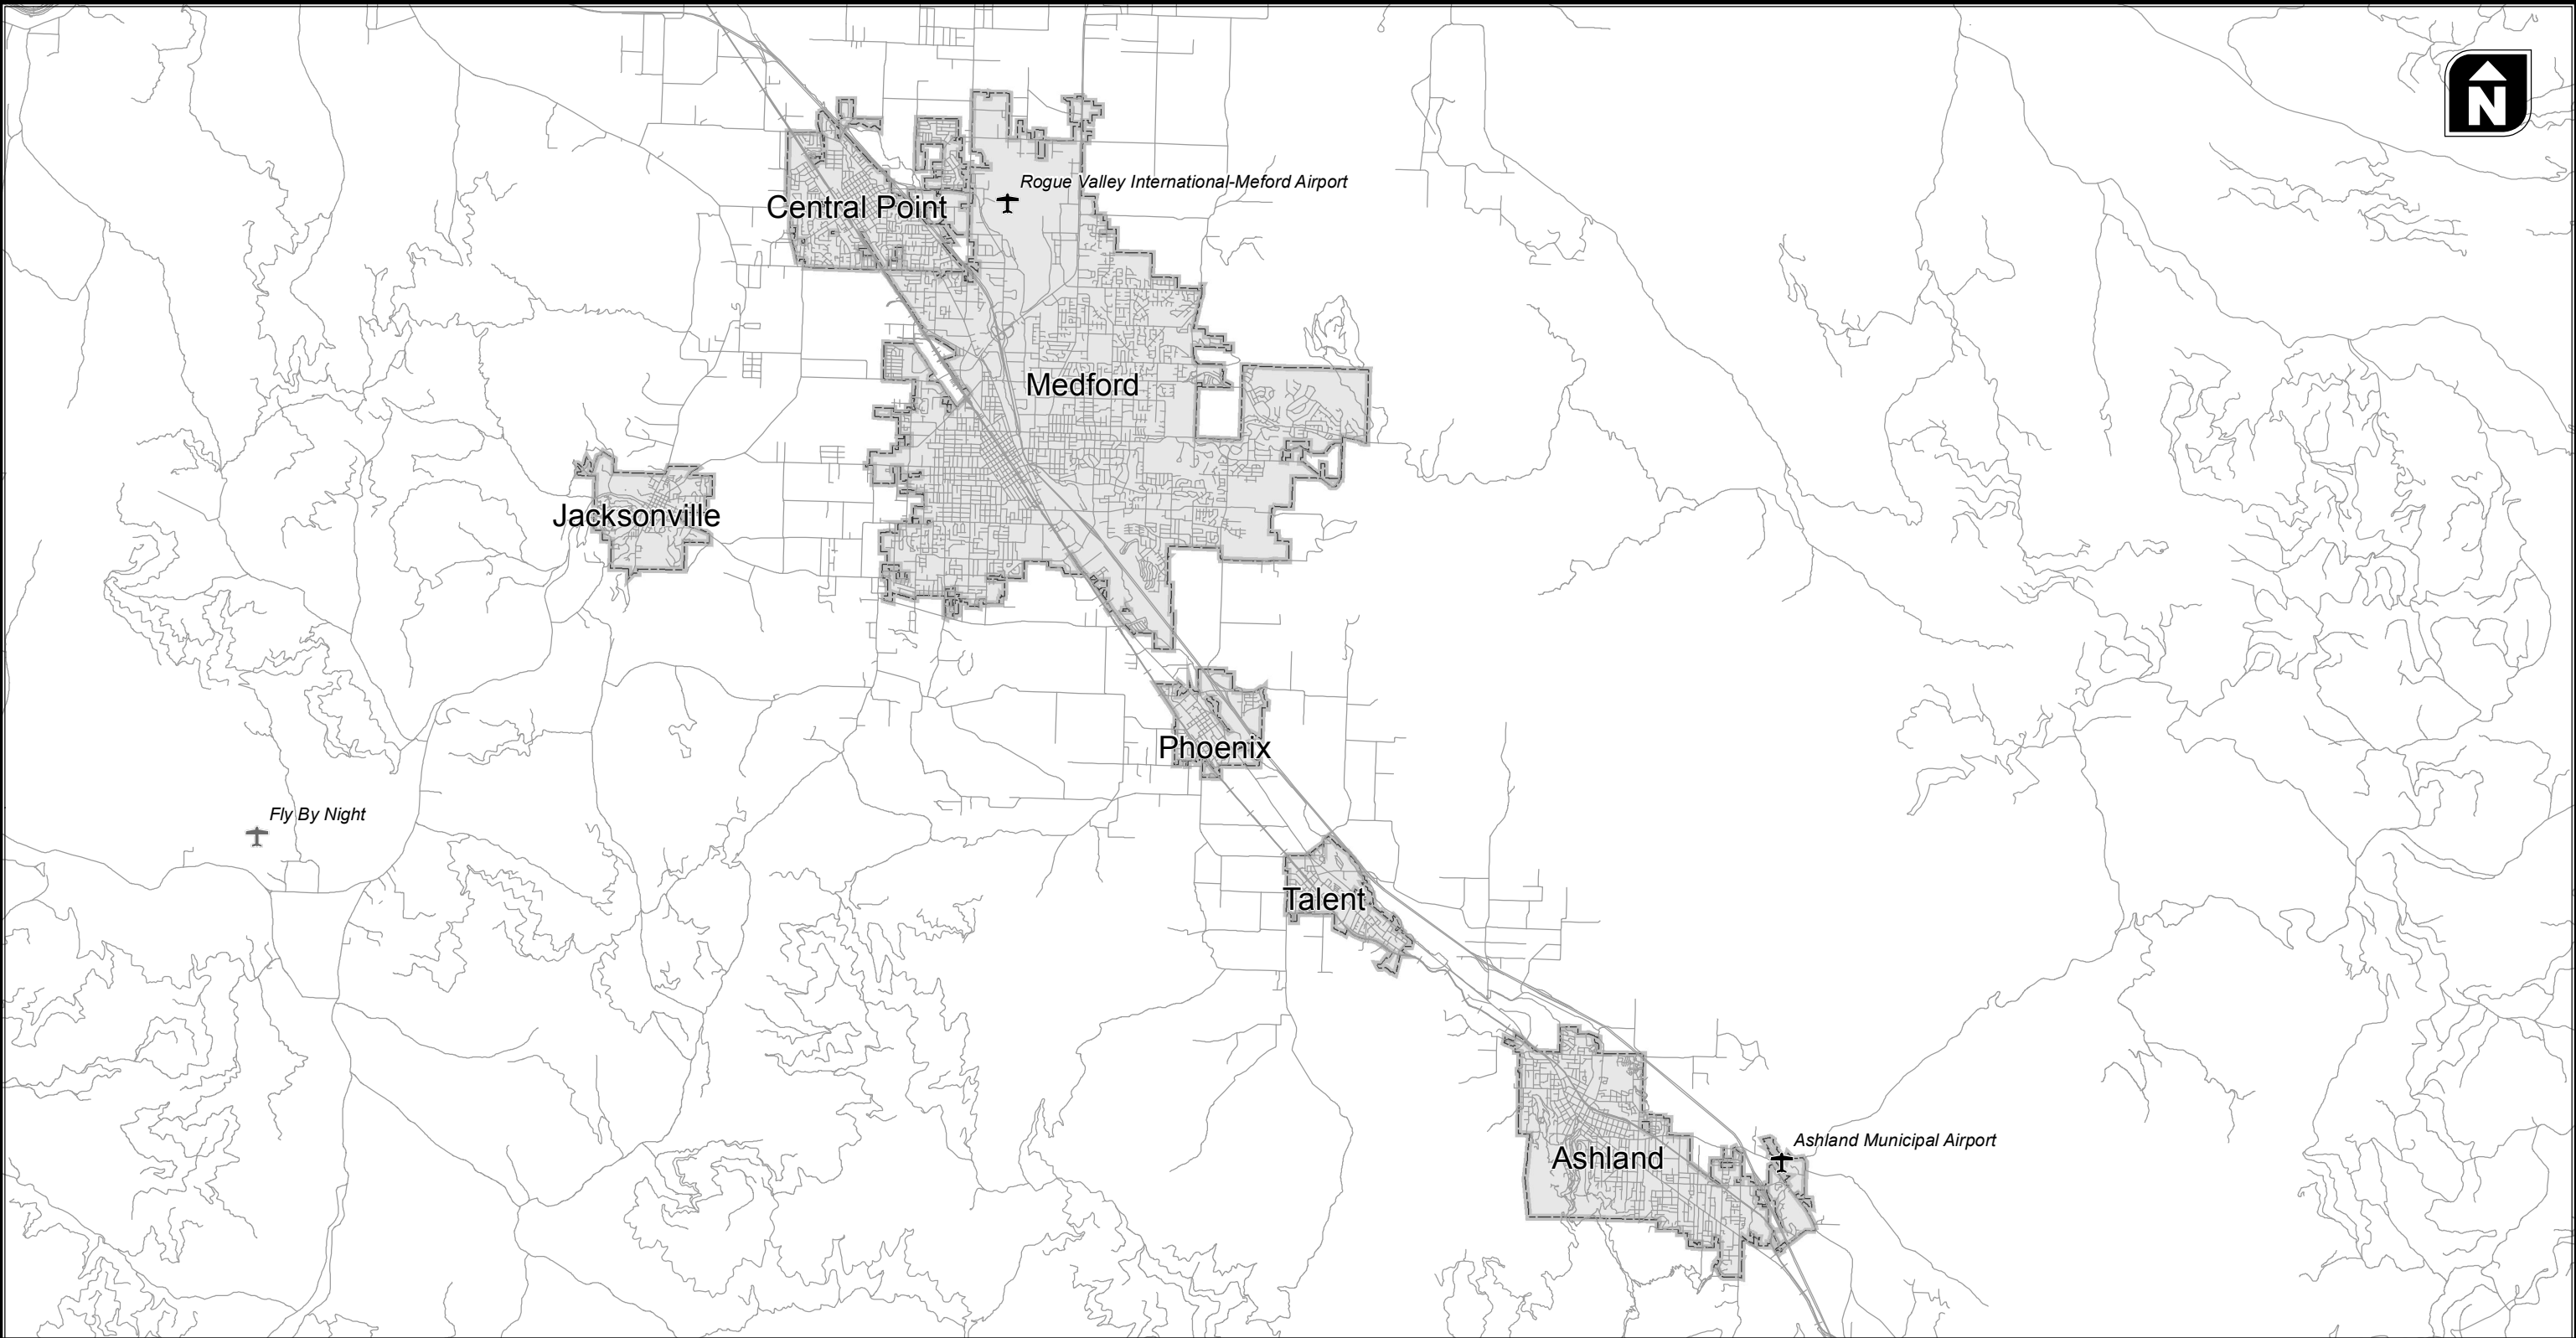 N
Rogue Valley International-Meford Airport
Central Point
Medford
Jacksonville
Phoenix
Fly By Night
Talent
Ashland Municipal Airport
Ashland